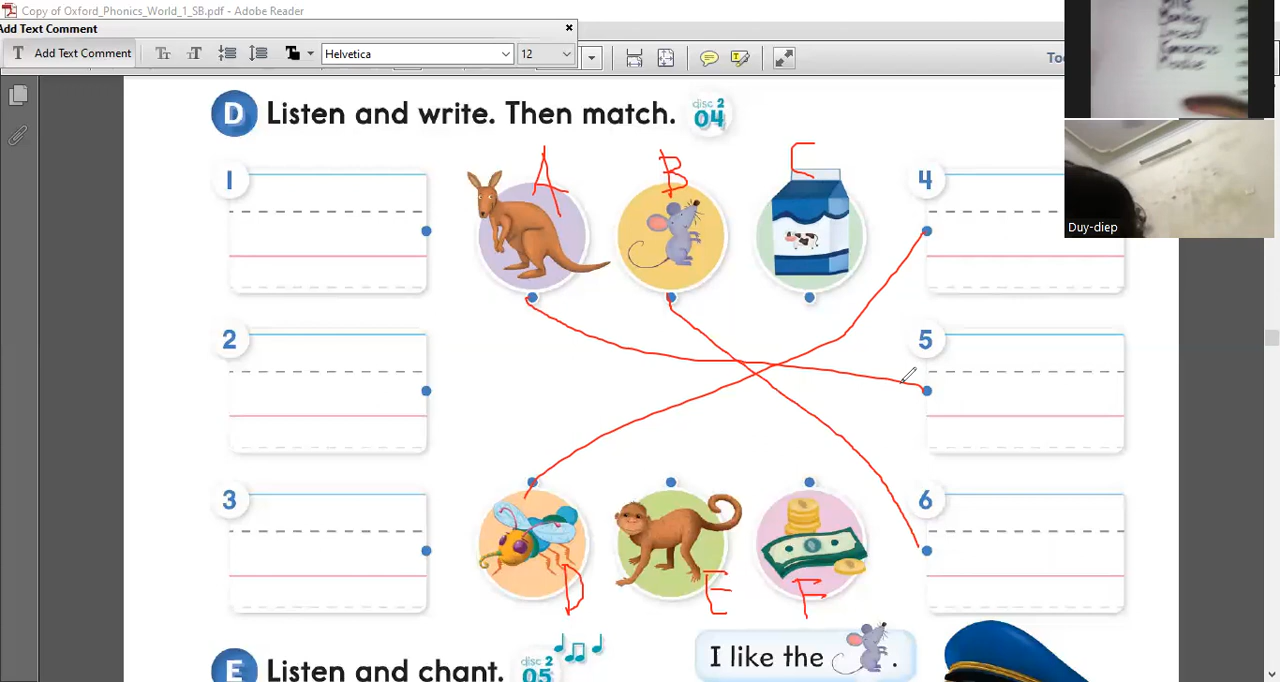 Copy of Oxford_Phonics_World_1_SB.pdf - Adobe Reader
Add Text Comment
T Add Text Comment
Helvetica
12
D Listen and write. Then match. disc 2 04
A B C
1
4
Duy-diep
2
5
3
6
D E F
E Listen and chant. disc 2 05
I like the .